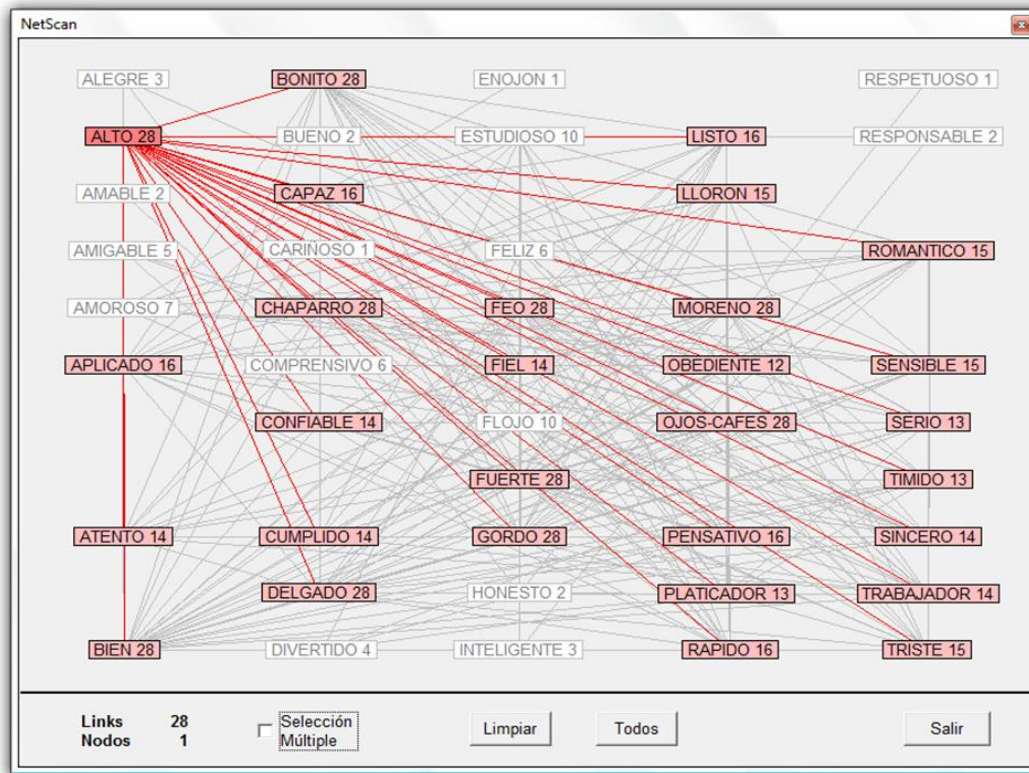 NetScan
ALEGRE 3 BONITO 28 ENOJON 1 RESPETUOSO 1
ALTO 28 BUENO 2 ESTUDIOSO 10 LISTO 16 RESPONSABLE 2
AMABLE 2 CAPAZ 16 LLORON 15
AMIGABLE 5 CARIÑOSO 1 FELIZ 6 ROMANTICO 15
AMOROSO 7 CHAPARRO 28 FEO 28 MORENO 28
APLICADO 16 COMPRENSIVO 6 FIEL 14 OBEDIENTE 12 SENSIBLE 15
CONFIABLE 14 FLOJO 10 OJOS-CAFES 28 SERIO 13
FUERTE 28 TIMIDO 13
ATENTO 14 CUMPLIDO 14 GORDO 28 PENSATIVO 16 SINCERO 14
DELGADO 28 HONESTO 2 PLATICADOR 13 TRABAJADOR 14
BIEN 28 DIVERTIDO 4 INTELIGENTE 3 RAPIDO 16 TRISTE 15
Links 28 Selección
Nodos 1 Múltiple
Limpiar Todos Salir